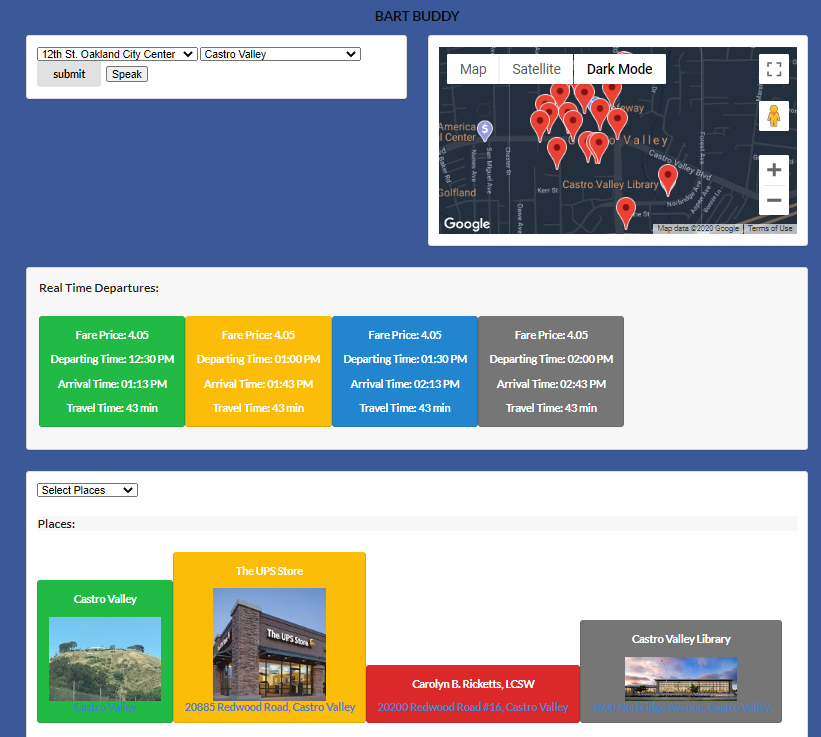 BART BUDDY
12th St. Oakland City Center
Castro Valley
submit
Speak
Map
Satellite
Dark Mode
America
l Center
eway
Valley
Castro Valley Blvd
Castro Valley Library
Golfland
Kerr St
Norbridge Ave
San Miguel Ave
Nunes Ave
Baker Rd
Chester St
Forest Ave
Aspen Ave
Google
Map data ©2020 Google
Terms of Use
Real Time Departures:
Fare Price: 4.05
Departing Time: 12:30 PM
Arrival Time: 01:13 PM
Travel Time: 43 min
Fare Price: 4.05
Departing Time: 01:00 PM
Arrival Time: 01:43 PM
Travel Time: 43 min
Fare Price: 4.05
Departing Time: 01:30 PM
Arrival Time: 02:13 PM
Travel Time: 43 min
Fare Price: 4.05
Departing Time: 02:00 PM
Arrival Time: 02:43 PM
Travel Time: 43 min
Select Places
Places:
Castro Valley
Castro Valley
The UPS Store
The UPS Store
20885 Redwood Road, Castro Valley
Carolyn B. Ricketts, LCSW
20200 Redwood Road #16, Castro Valley
Castro Valley Library
3600 Norbridge Avenue, Castro Valley